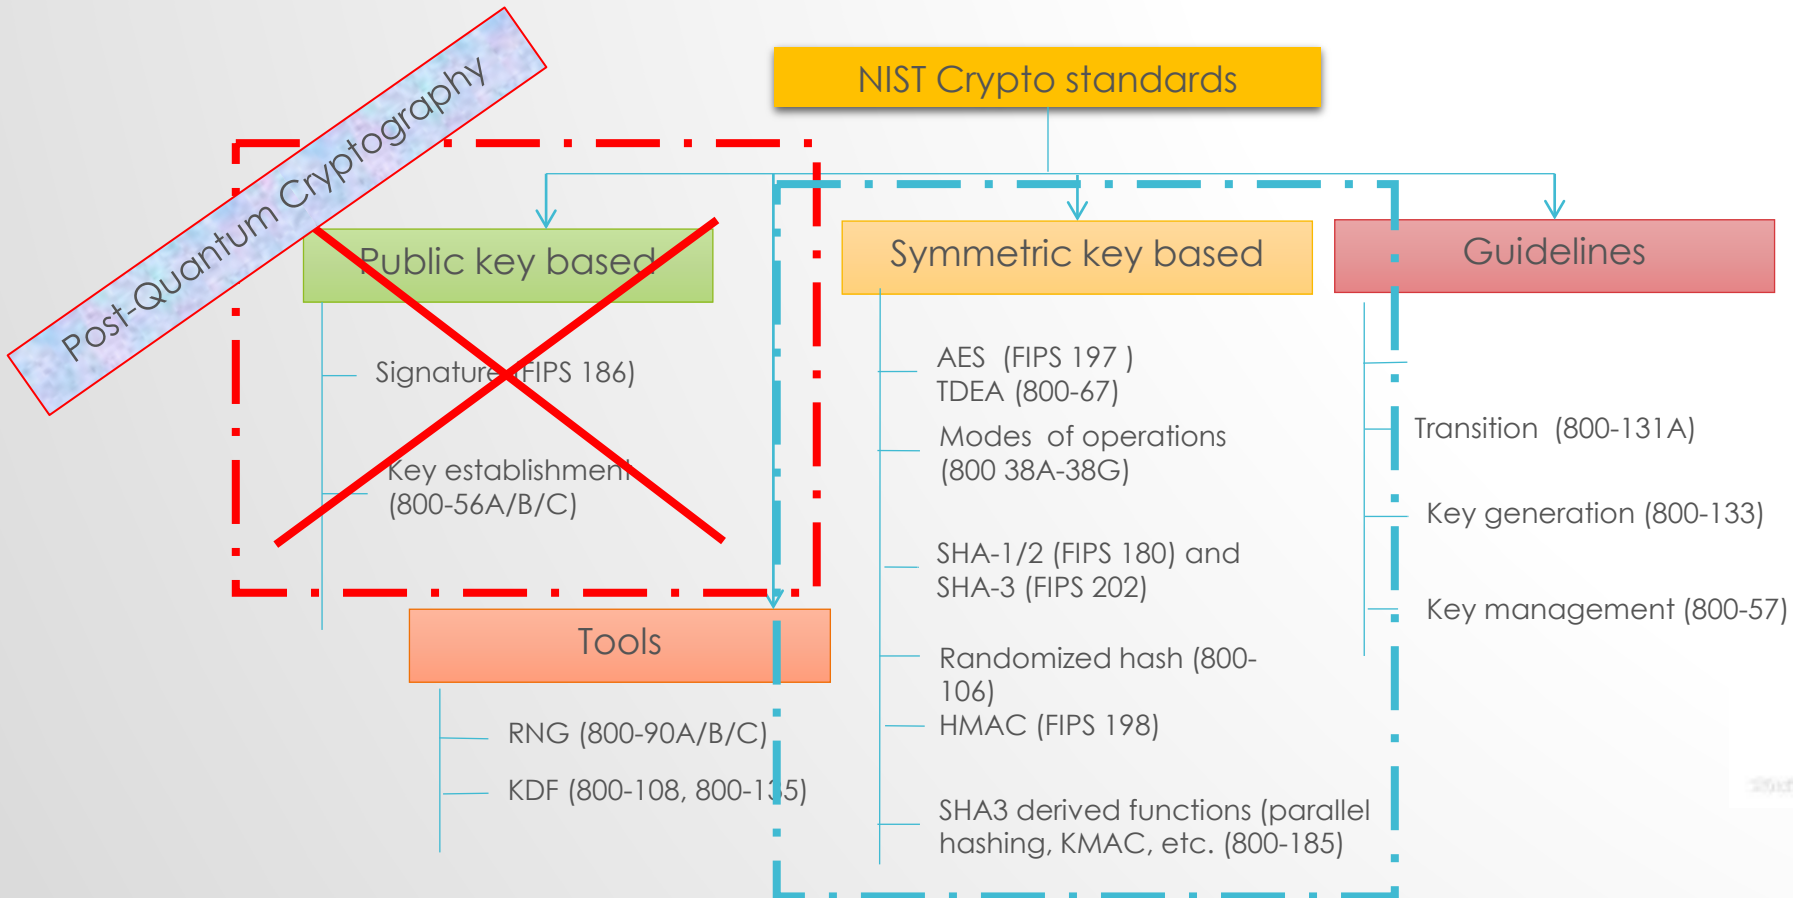 Post-Quantum Cryptography
NIST Crypto standards
Public key based
Signature (FIPS 186)
Key establishment
(800-56A/B/C)
Tools
RNG (800-90A/B/C)
KDF (800-108, 800-135)
Symmetric key based
AES (FIPS 197 )
TDEA (800-67)
Modes of operations
(800 38A-38G)
SHA-1/2 (FIPS 180) and
SHA-3 (FIPS 202)
Randomized hash (800-
106)
HMAC (FIPS 198)
SHA3 derived functions (parallel
hashing, KMAC, etc. (800-185)
Guidelines
Transition (800-131A)
Key generation (800-133)
Key management (800-57)